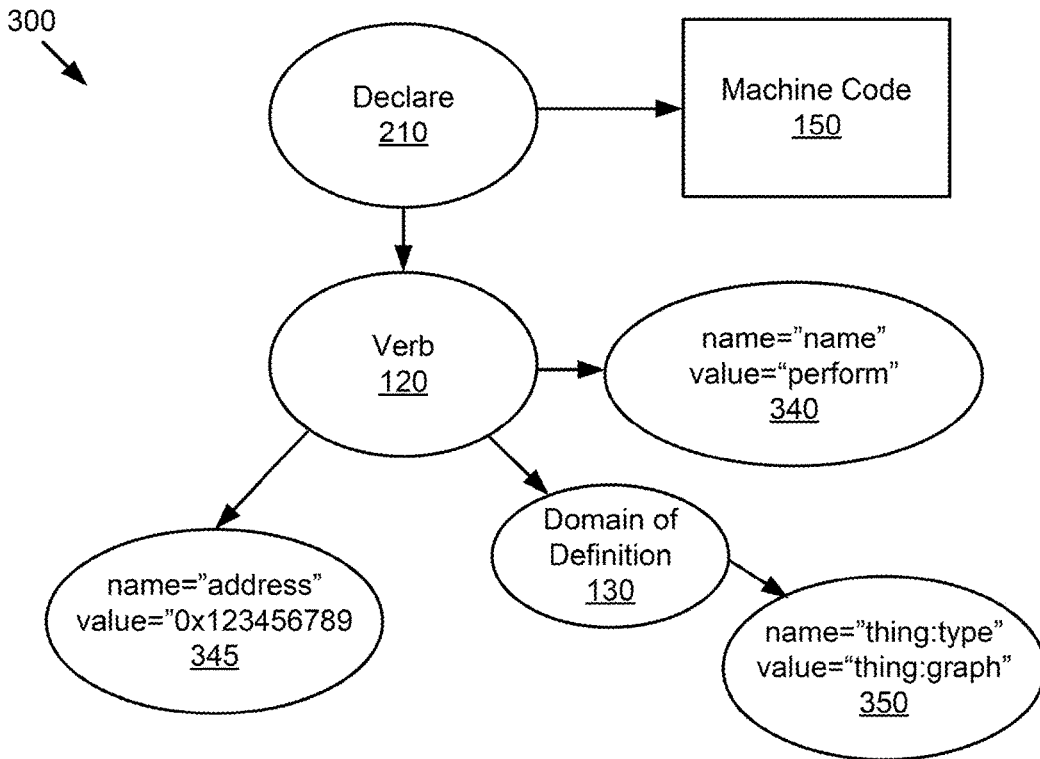 300
Declare
210
Machine Code
150
Verb
120
name=”name”
value=“perform”
340
Domain of
Definition
130
name=”address”
value=”0x123456789
345
name=”thing:type”
value=“thing:graph”
350